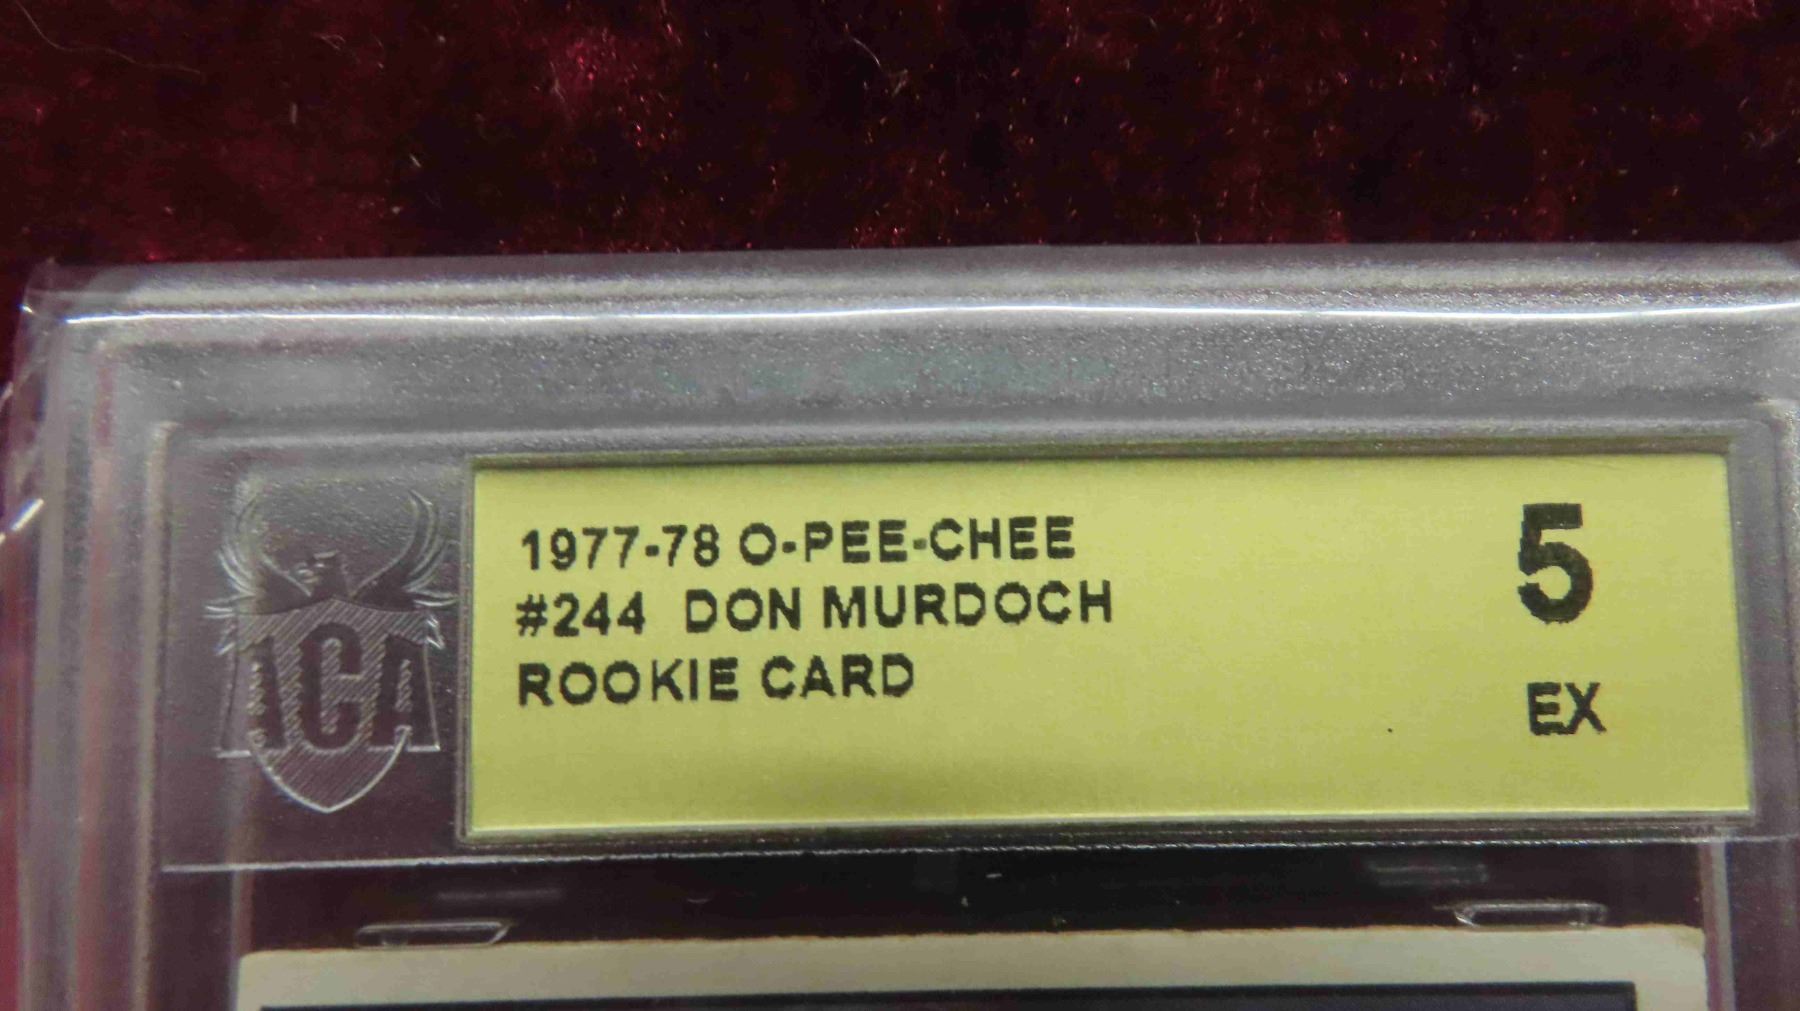 1977-78 O-PEE-CHEE
#244 DON MURDOCH
ROOKIE CARD
5
EX
ACA